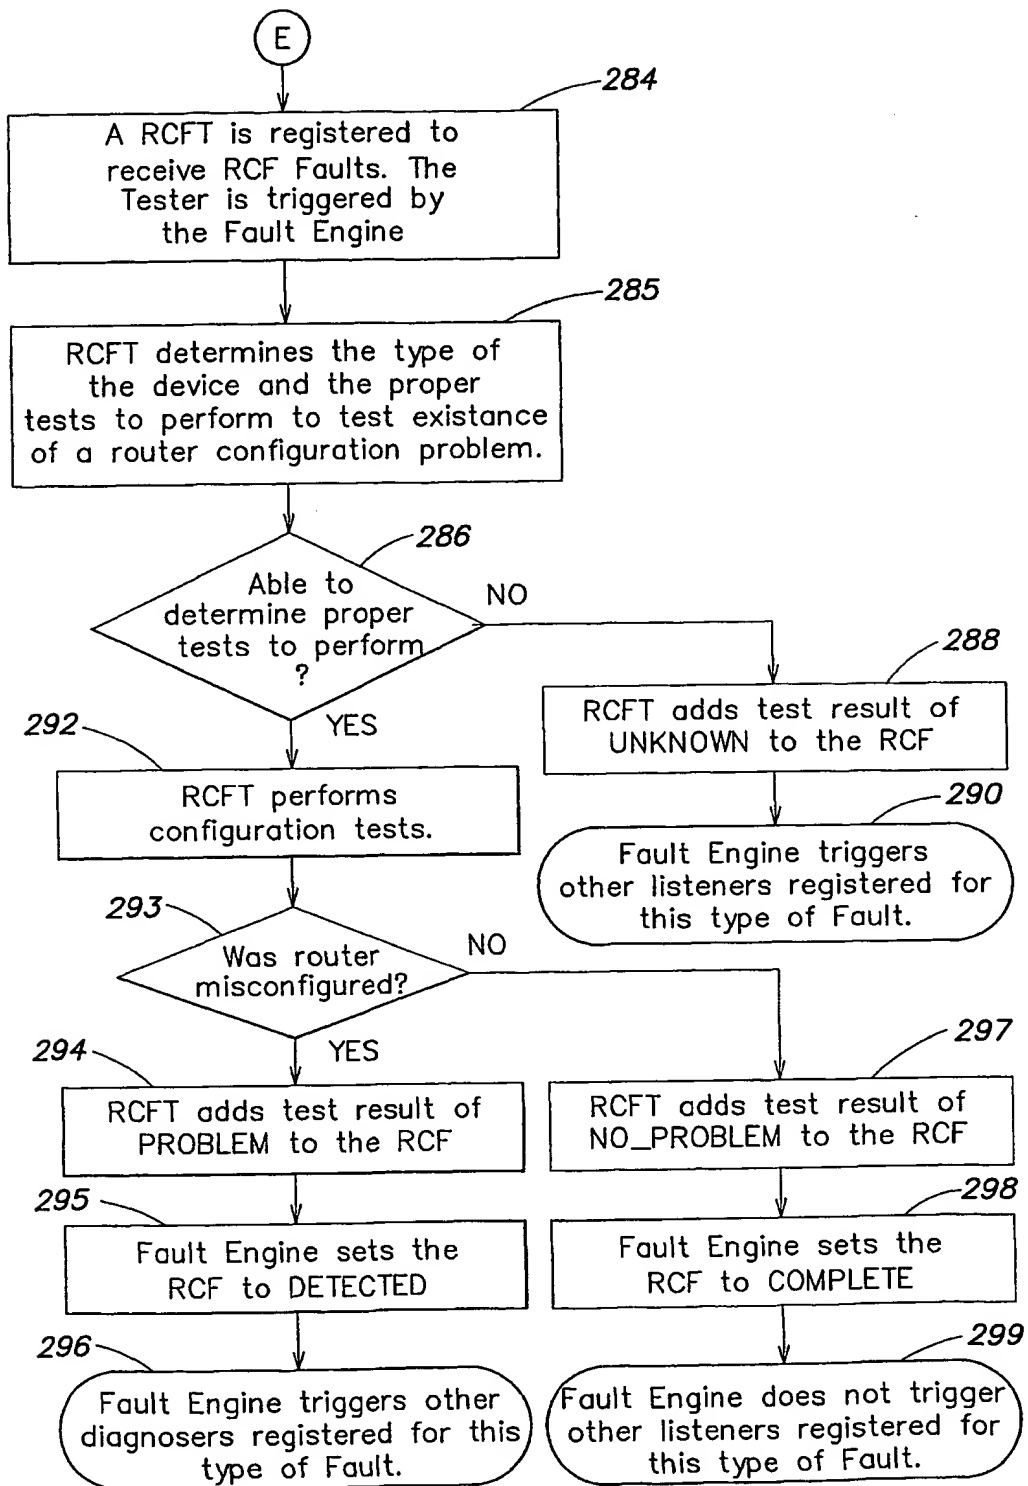 E
284
A RCFT is registered to
receive RCF Faults. The
Tester is triggered by
the Fault Engine
285
RCFT determines the type of
the device and the proper
tests to perform to test existance
of a router configuration problem.
286
Able to
determine proper
tests to perform
?
NO
YES
288
RCFT adds test result of
UNKNOWN to the RCF
290
Fault Engine triggers
other listeners registered for
this type of Fault.
292
RCFT performs
configuration tests.
293
Was router
misconfigured?
NO
YES
294
RCFT adds test result of
PROBLEM to the RCF
295
Fault Engine sets the
RCF to DETECTED
296
Fault Engine triggers other
diagnosers registered for this
type of Fault.
297
RCFT adds test result of
NO_PROBLEM to the RCF
298
Fault Engine sets the
RCF to COMPLETE
299
Fault Engine does not trigger
other listeners registered for
this type of Fault.